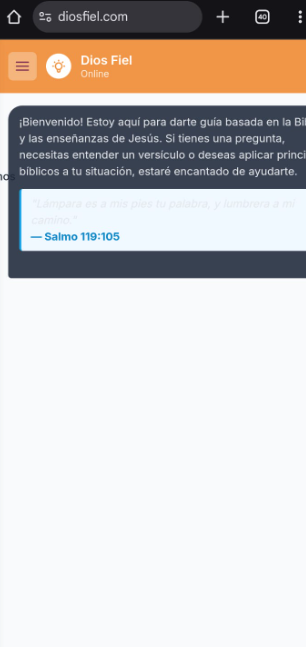 diosfiel.com
40
Dios Fiel
Online
¡Bienvenido! Estoy aquí para darte guía basada en la Bi
y las enseñanzas de Jesús. Si tienes una pregunta,
necesitas entender un versículo o deseas aplicar princi
bíblicos a tu situación, estaré encantado de ayudarte.
nos
"Lámpara es a mis pies tu palabra, y lumbrera a mi
camino."
— Salmo 119:105